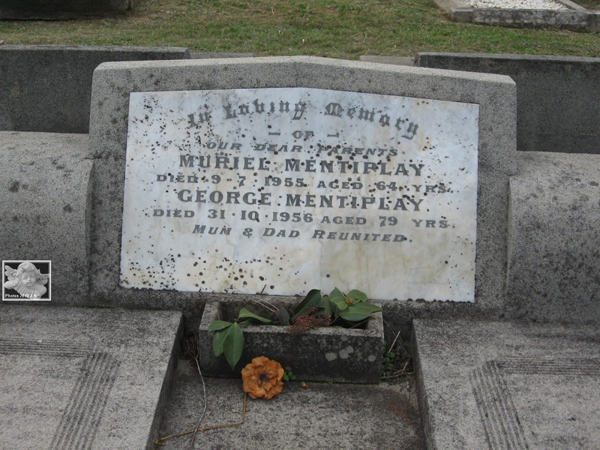 In Loving Memory
— OF —
OUR DEAR PARENTS
MURIEL MENTIPLAY
DIED 9·7·1955 AGED 64 YRS.
GEORGE MENTIPLAY.
DIED 31·10·1956 AGED 79 YRS
MUM & DAD REUNITED.